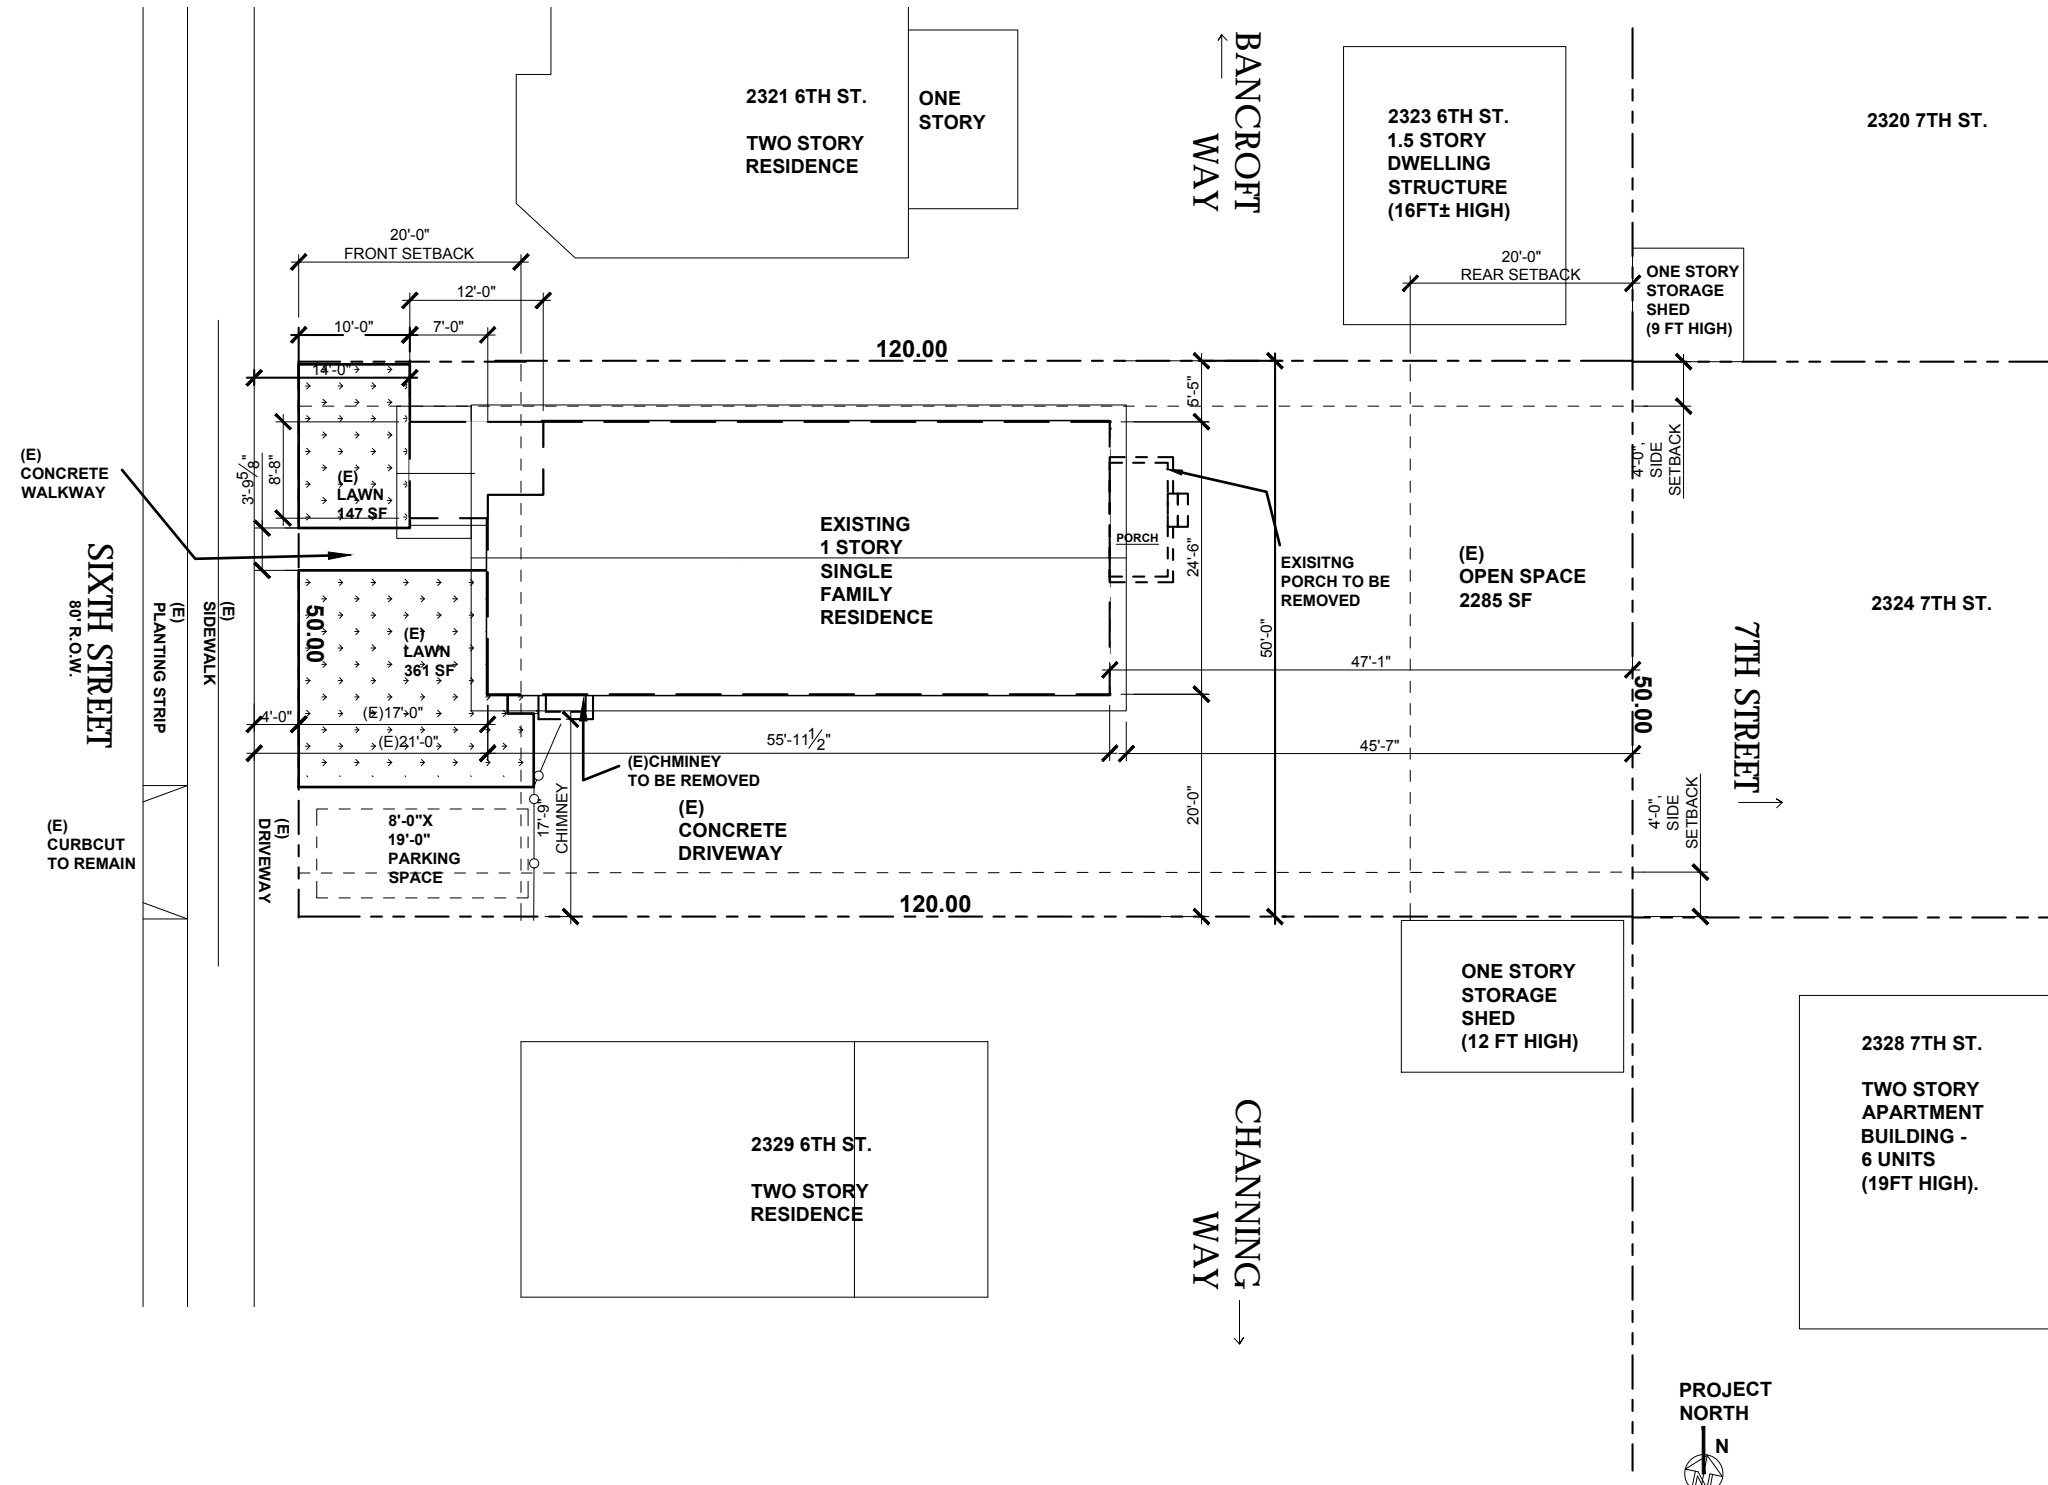 2321 6TH ST.
TWO STORY
RESIDENCE
ONE
STORY
BANCROFT
WAY
2323 6TH ST.
1.5 STORY
DWELLING
STRUCTURE
(16FT± HIGH)
2320 7TH ST.
20'-0"
FRONT SETBACK
20'-0"
REAR SETBACK
ONE STORY
STORAGE
SHED
(9 FT HIGH)
12'-0"
10'-0"
7'-0"
120.00
14'-0"
5'-5"
4'-0",
SIDE
SETBACK
(E)
CONCRETE
WALKWAY
3'-9 5/8"
8'-8"
(E)
LAWN
147 SF
EXISTING
1 STORY
SINGLE
FAMILY
RESIDENCE
PORCH
24'-6"
EXISITNG
PORCH TO BE
REMOVED
(E)
OPEN SPACE
2285 SF
2324 7TH ST.
SIXTH STREET
80' R.O.W.
(E)
PLANTING STRIP
(E)
SIDEWALK
50.00
(E)
LAWN
361 SF
50'-0"
47'-1"
50.00
7TH STREET
4'-0"
(E)17'-0"
(E)21'-0"
55'-11 1/2"
45'-7"
(E)CHMINEY
TO BE REMOVED
17'-9"
CHIMNEY
20'-0"
4'-0",
SIDE
SETBACK
(E)
CURBCUT
TO REMAIN
(E)
DRIVEWAY
8'-0"X
19'-0"
PARKING
SPACE
(E)
CONCRETE
DRIVEWAY
120.00
ONE STORY
STORAGE
SHED
(12 FT HIGH)
2328 7TH ST.
TWO STORY
APARTMENT
BUILDING -
6 UNITS
(19FT HIGH).
2329 6TH ST.
TWO STORY
RESIDENCE
CHANNING
WAY
PROJECT
NORTH
N